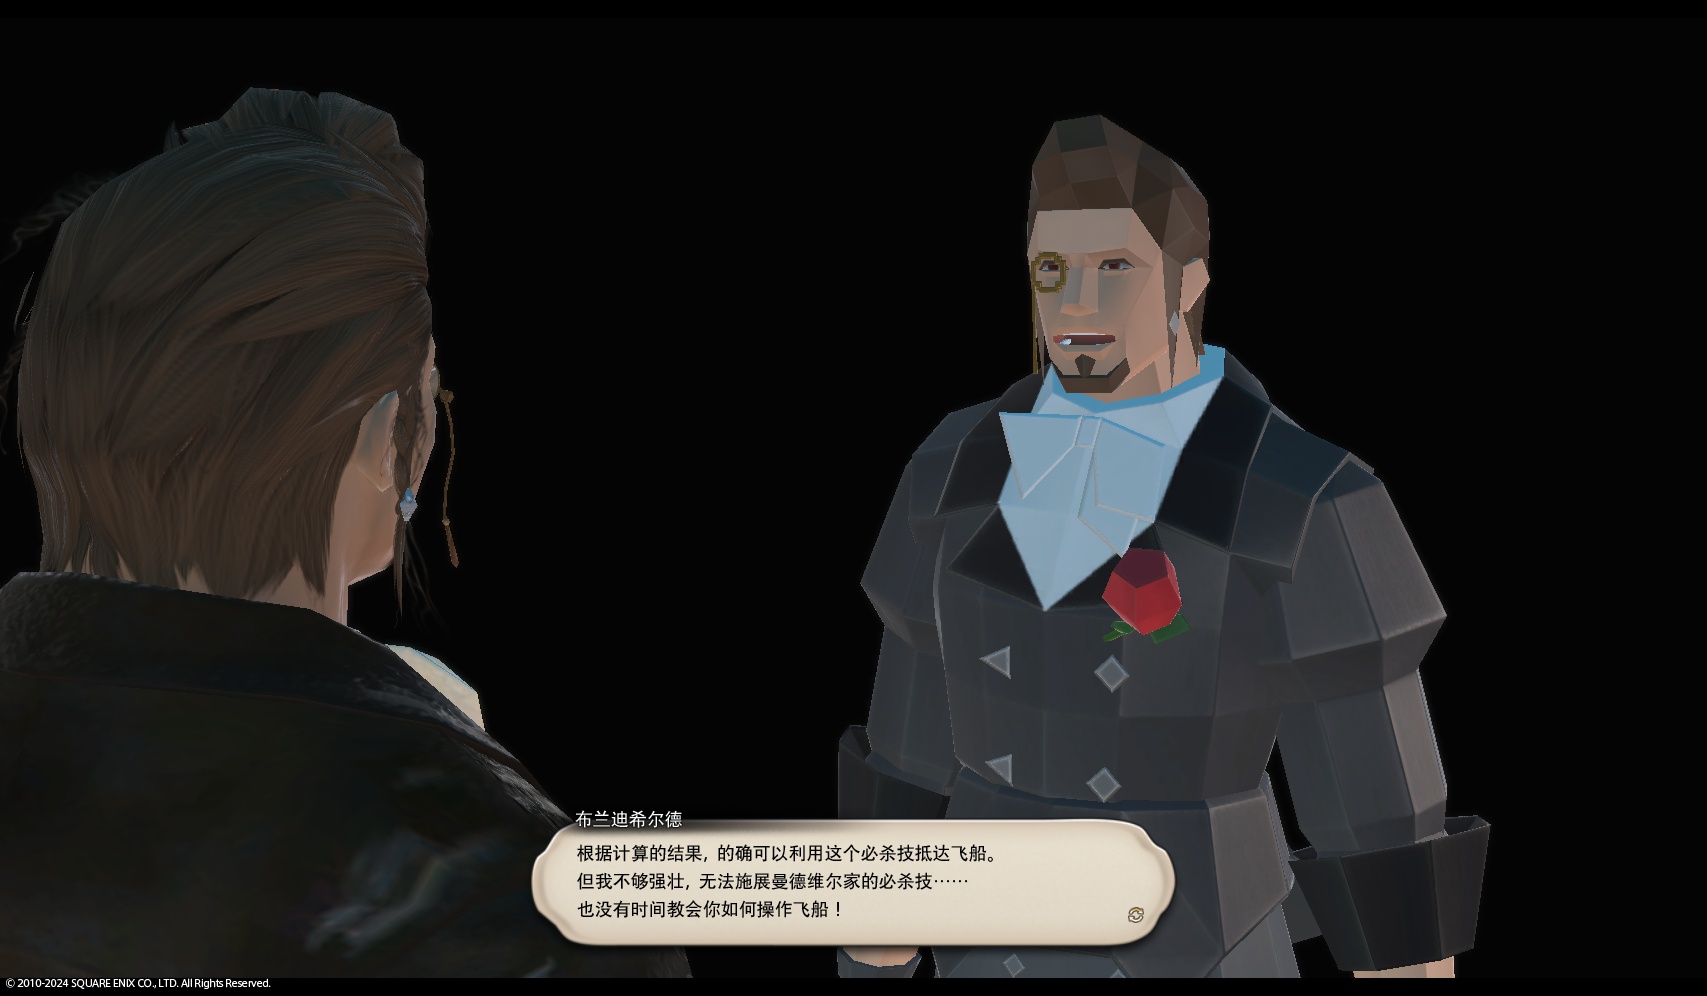 布兰迪希尔德
根据计算的结果，的确可以利用这个必杀技抵达飞船。
但我不够强壮，无法施展曼德维尔家的必杀技……
也没有时间教会你如何操作飞船！
© 2010-2024 SQUARE ENIX CO., LTD. All Rights Reserved.